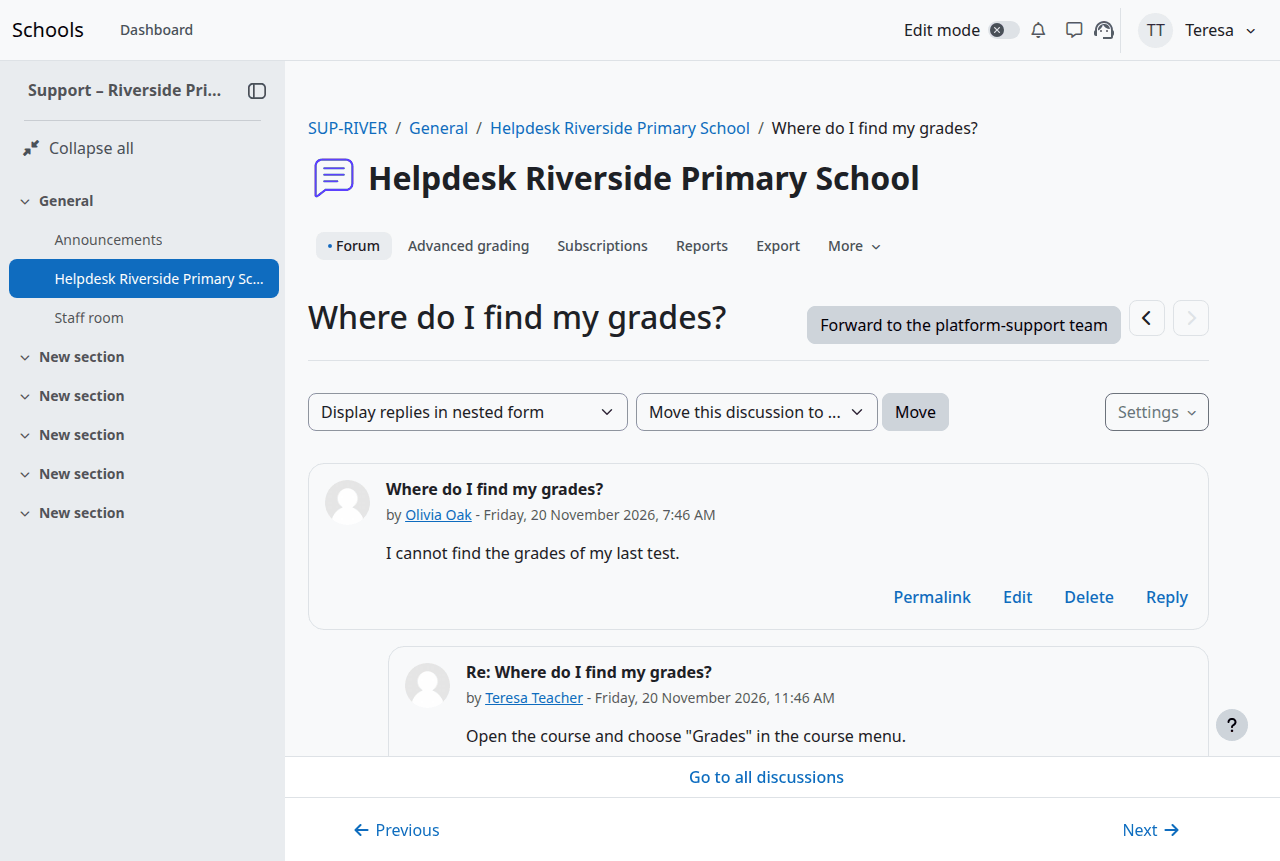 Schools
Dashboard
Edit mode
TT
Teresa
Support – Riverside Pri...
Collapse all
General
Announcements
Helpdesk Riverside Primary Sc...
Staff room
New section
New section
New section
New section
New section
SUP-RIVER / General / Helpdesk Riverside Primary School / Where do I find my grades?
Helpdesk Riverside Primary School
Forum
Advanced grading
Subscriptions
Reports
Export
More
Where do I find my grades?
Forward to the platform-support team
Display replies in nested form
Move this discussion to ...
Move
Settings
Where do I find my grades?
by Olivia Oak - Friday, 20 November 2026, 7:46 AM
I cannot find the grades of my last test.
Permalink
Edit
Delete
Reply
Re: Where do I find my grades?
by Teresa Teacher - Friday, 20 November 2026, 11:46 AM
Open the course and choose "Grades" in the course menu.
?
Go to all discussions
Previous
Next